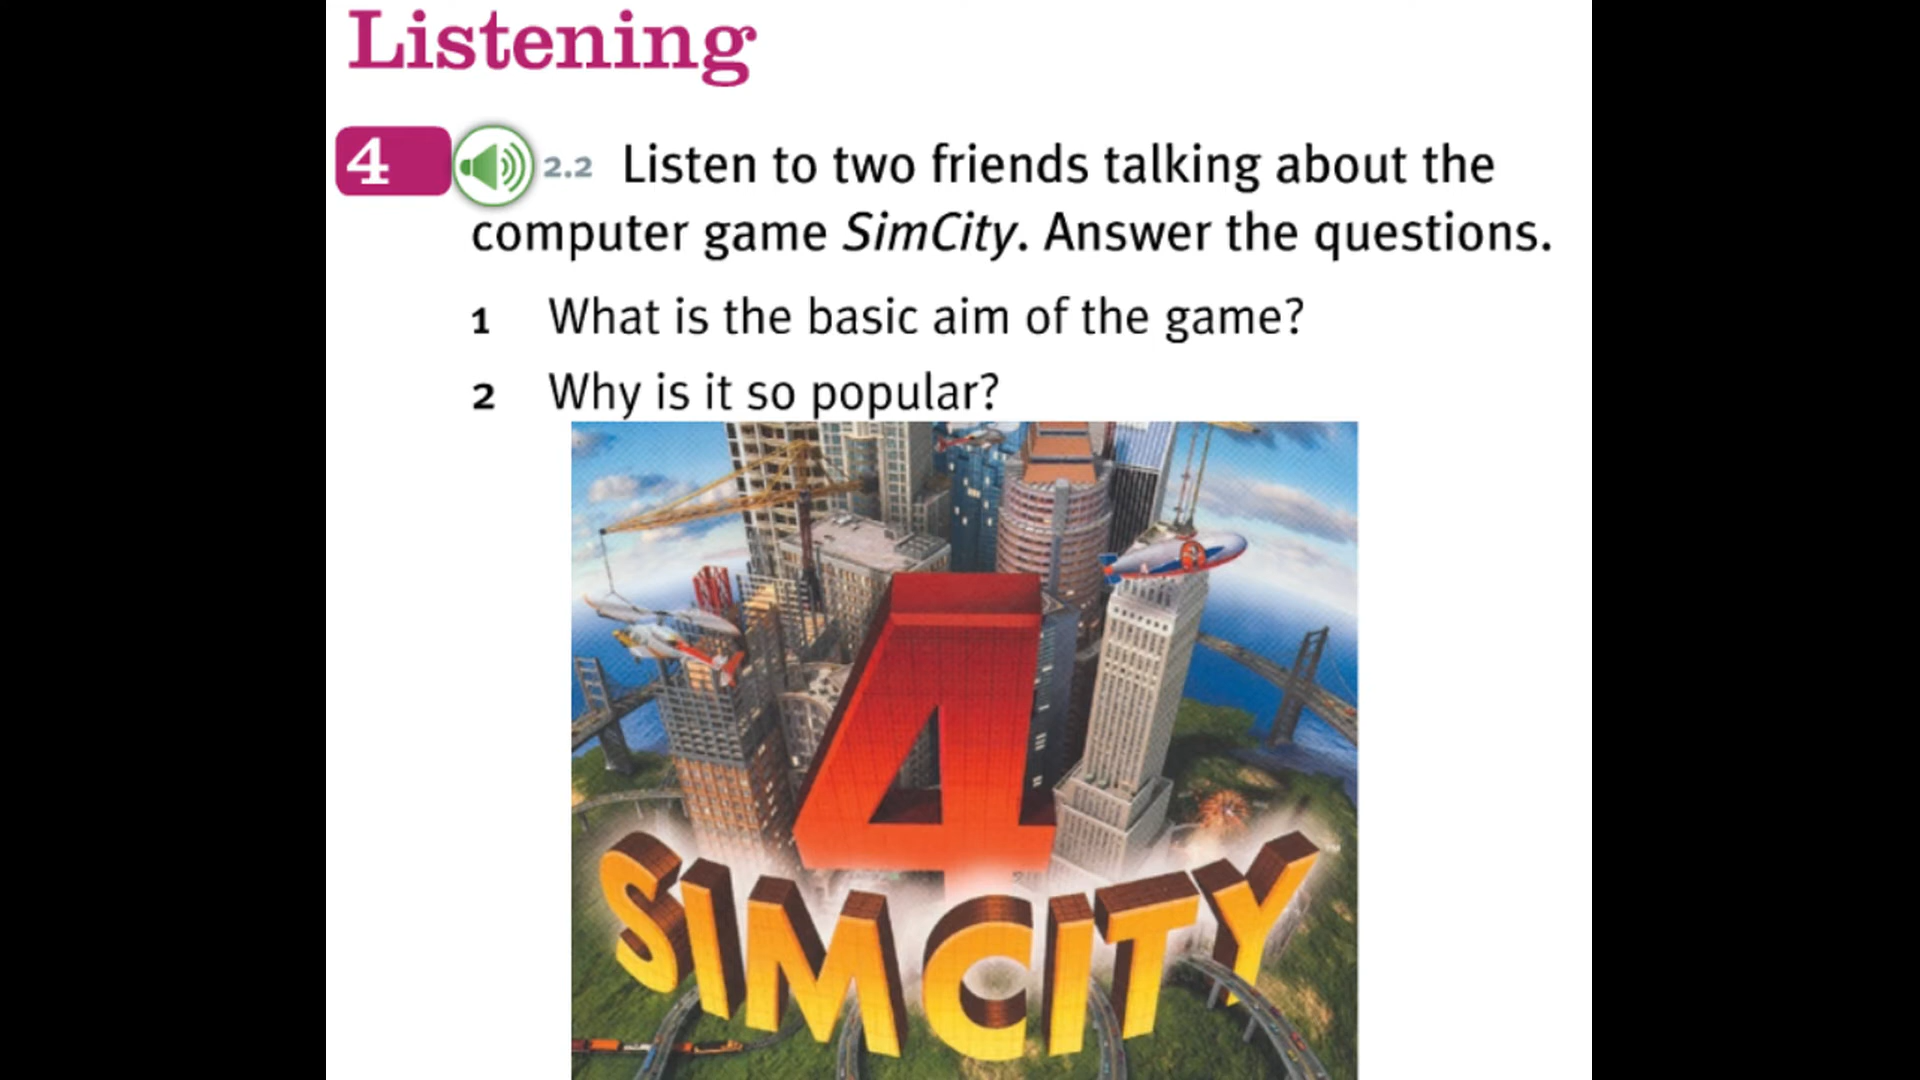 Listening
4 2.2 Listen to two friends talking about the
computer game SimCity. Answer the questions.
1 What is the basic aim of the game?
2 Why is it so popular?
4
SIMCITY